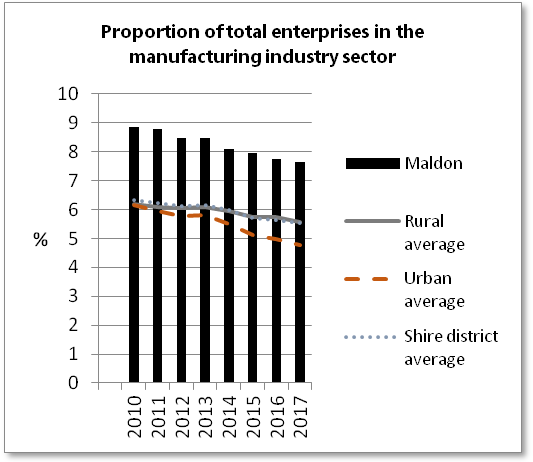 Proportion of total enterprises in the
manufacturing industry sector
10
9
8
7
6
5
4
3
2
1
0
%
2010
2011
2012
2013
2014
2015
2016
2017
Maldon
Rural
average
Urban
average
Shire district
average